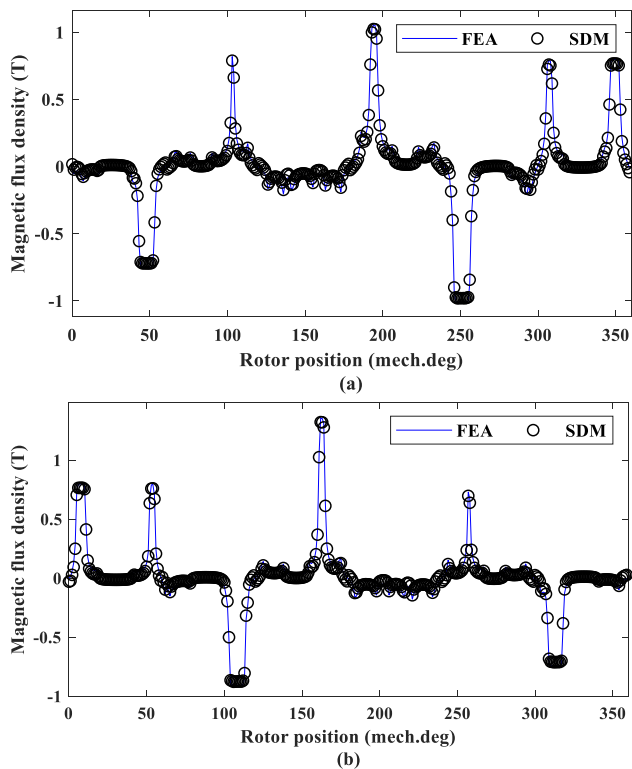 FEA SDM
Magnetic flux density (T)
1
0.5
0
-0.5
-1
0 50 100 150 200 250 300 350
Rotor position (mech.deg)
(a)
FEA SDM
Magnetic flux density (T)
1
0.5
0
-0.5
-1
0 50 100 150 200 250 300 350
Rotor position (mech.deg)
(b)